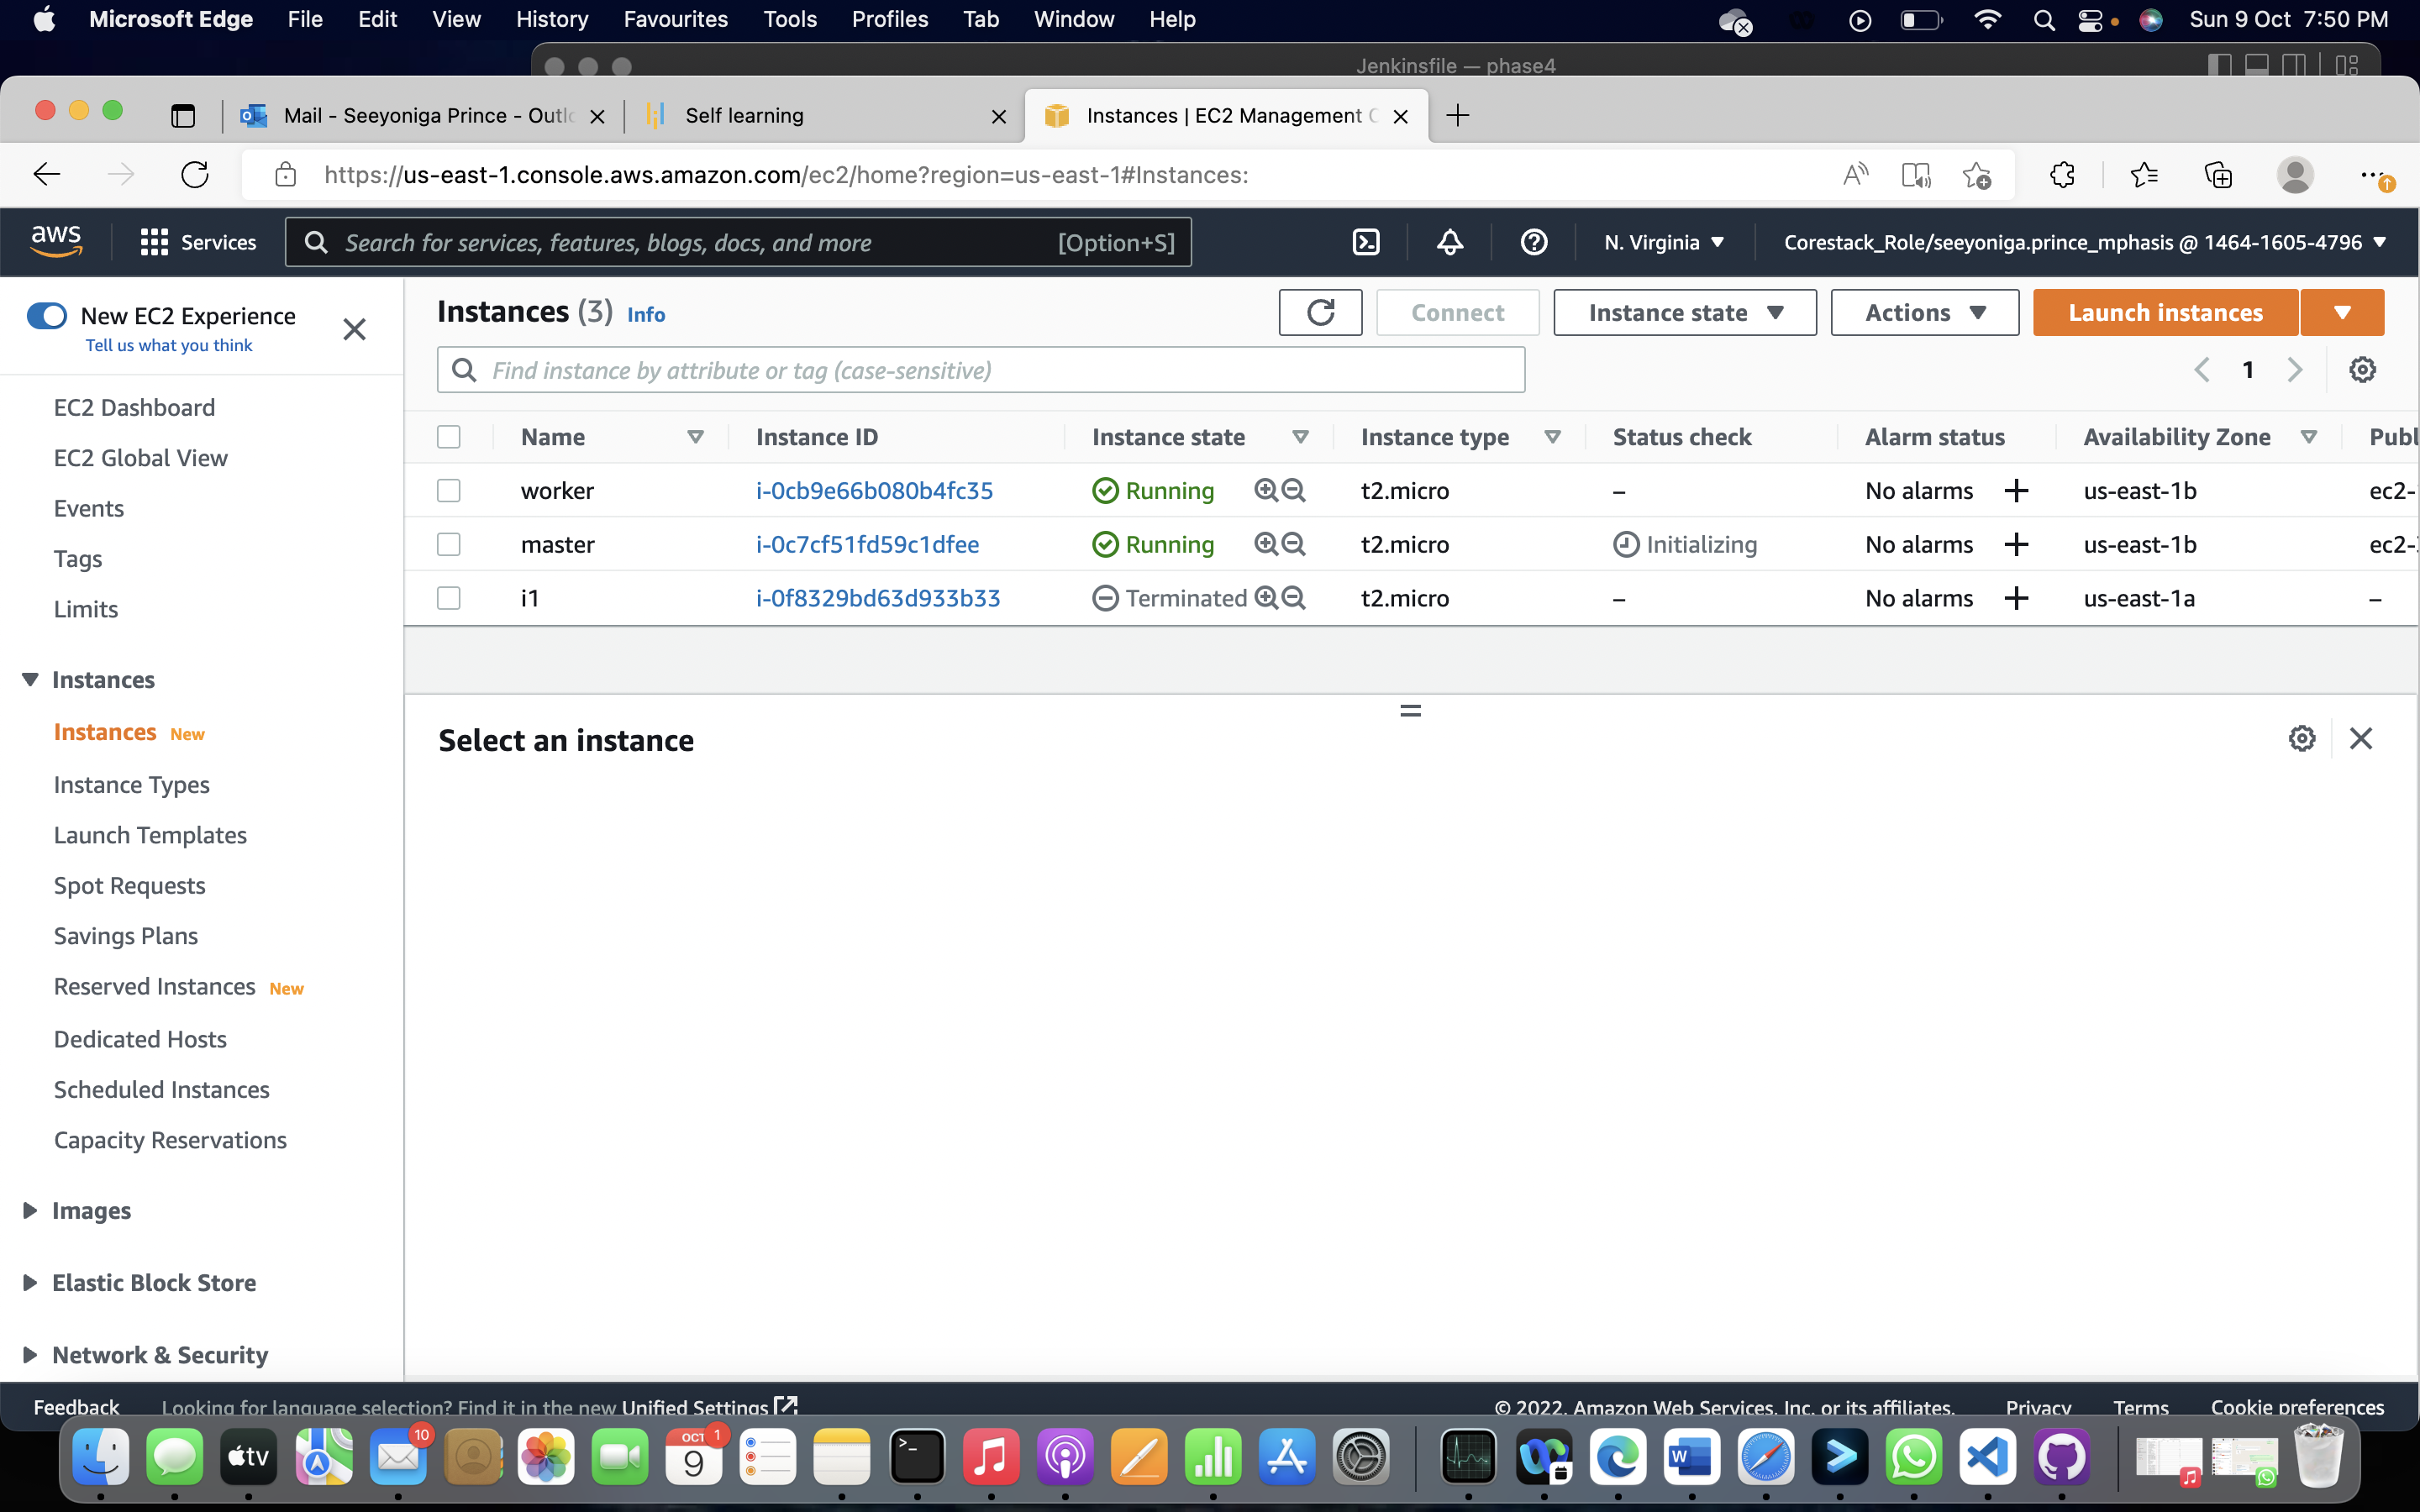 Microsoft Edge File Edit View History Favourites Tools Profiles Tab Window Help Sun 9 Oct 7:50 PM
Jenkinsfile — phase4
Mail - Seeyoniga Prince - Outlo Self learning Instances | EC2 Management C
https://us-east-1.console.aws.amazon.com/ec2/home?region=us-east-1#Instances:
aws Services Search for services, features, blogs, docs, and more [Option+S] N. Virginia Corestack_Role/seeyoniga.prince_mphasis @ 1464-1605-4796
New EC2 Experience
Tell us what you think
EC2 Dashboard
EC2 Global View
Events
Tags
Limits
Instances
Instances New
Instance Types
Launch Templates
Spot Requests
Savings Plans
Reserved Instances New
Dedicated Hosts
Scheduled Instances
Capacity Reservations
Images
Elastic Block Store
Network & Security
Instances (3) Info Connect Instance state Actions Launch instances
Find instance by attribute or tag (case-sensitive) 1
Name Instance ID Instance state Instance type Status check Alarm status Availability Zone Publ
worker i-0cb9e66b080b4fc35 Running t2.micro – No alarms + us-east-1b ec2-
master i-0c7cf51fd59c1dfee Running t2.micro Initializing No alarms + us-east-1b ec2-
i1 i-0f8329bd63d933b33 Terminated t2.micro – No alarms + us-east-1a –
Select an instance
Feedback Looking for language selection? Find it in the new Unified Settings © 2022, Amazon Web Services, Inc. or its affiliates. Privacy Terms Cookie preferences
tv 10 OCT 9 1 W